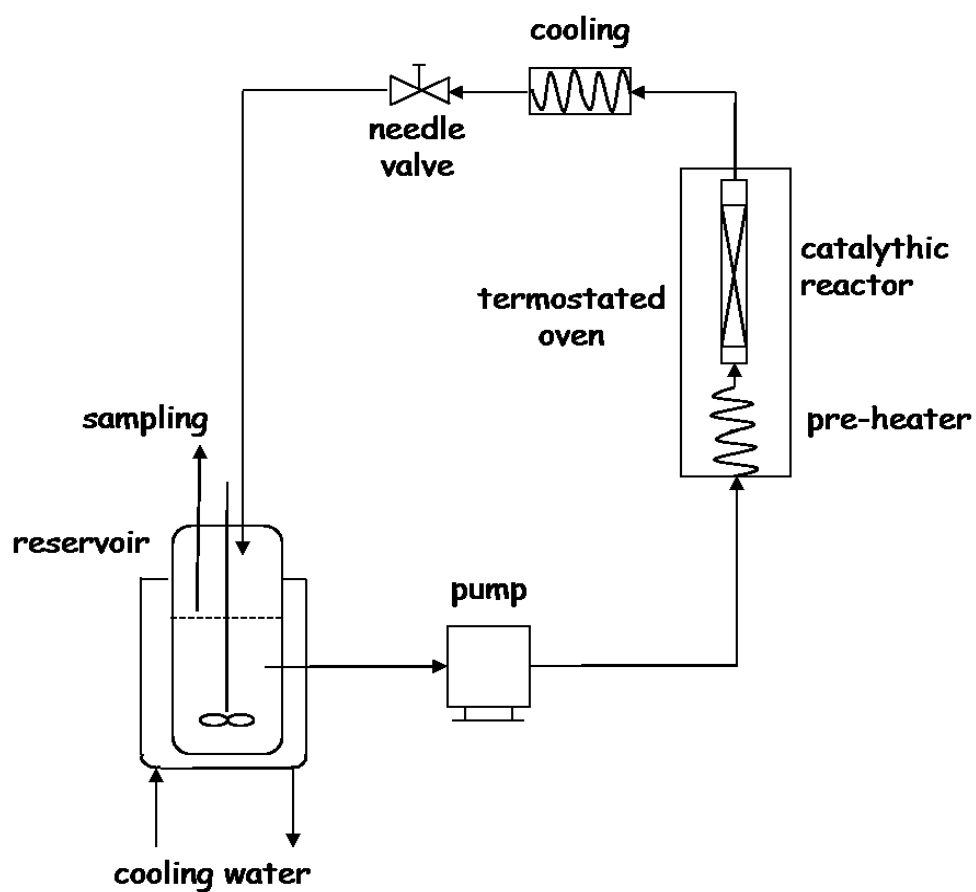 cooling
needle
valve
catalythic
reactor
termostated
oven
pre-heater
sampling
reservoir
pump
cooling water